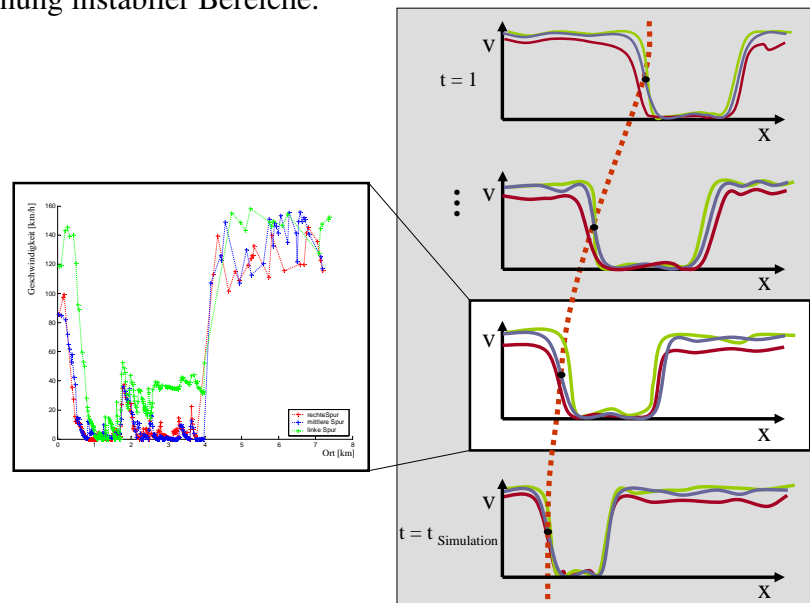 instabiler Bereiche.
v
t = 1
x
v
x
Geschwindigkeit [km/h]
160
140
120
100
80
60
40
20
0
0 1 2 3 4 5 6 7 8
Ort [km]
rechteSpur
mittlere Spur
linke Spur
v
x
v
t = t Simulation
x